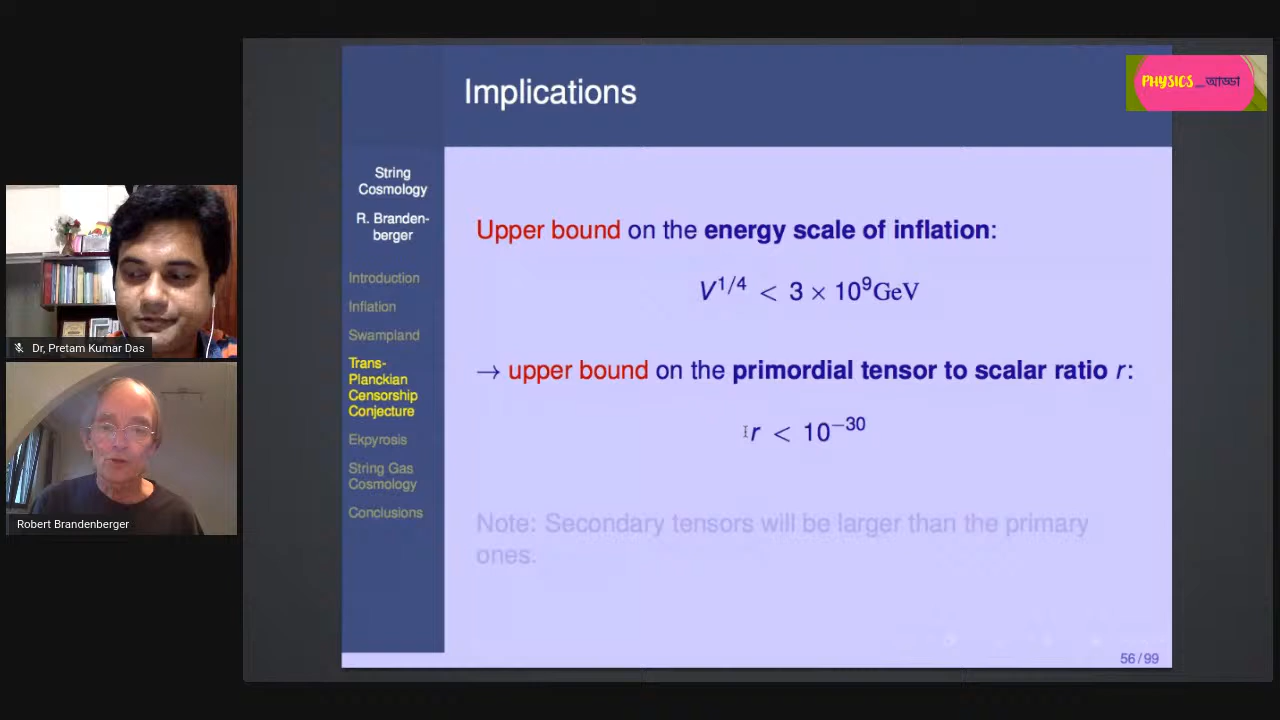 Implications
PHYSICS_আড্ডা
String
Cosmology
R. Branden-
berger
Introduction
Inflation
Swampland
Trans-
Planckian
Censorship
Conjecture
Ekpyrosis
String Gas
Cosmology
Conclusions
Upper bound on the energy scale of inflation:
V^{1/4} < 3 × 10^9 GeV
→ upper bound on the primordial tensor to scalar ratio r:
r < 10^{−30}
Note: Secondary tensors will be larger than the primary
ones.
56/99
Dr, Pretam Kumar Das
Robert Brandenberger